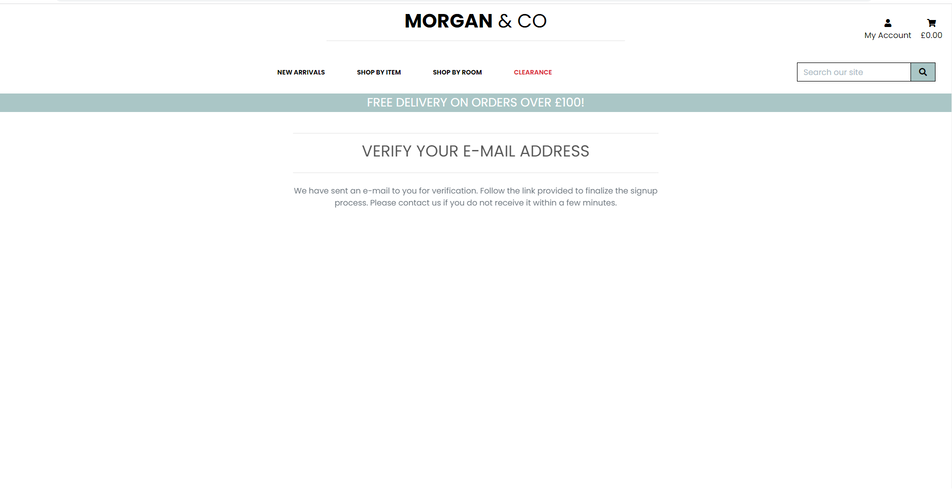 MORGAN & CO
My Account £0.00
NEW ARRIVALS SHOP BY ITEM SHOP BY ROOM CLEARANCE
Search our site
FREE DELIVERY ON ORDERS OVER £100!
VERIFY YOUR E-MAIL ADDRESS
We have sent an e-mail to you for verification. Follow the link provided to finalize the signup
process. Please contact us if you do not receive it within a few minutes.